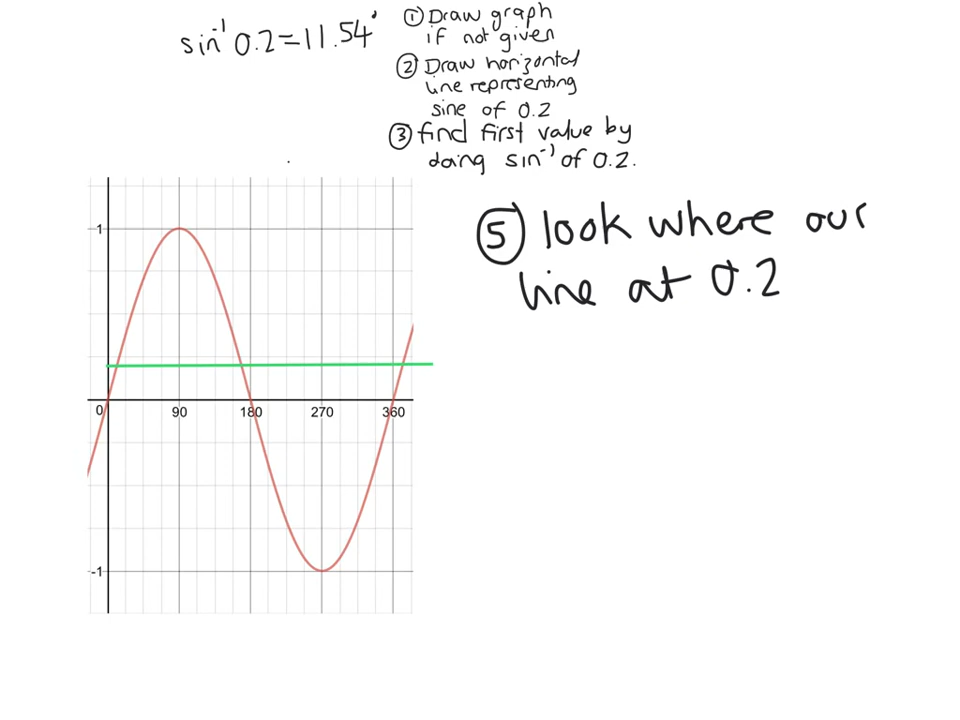 sin⁻¹ 0.2=11.54°
① Draw graph
if not given
② Draw horizontal
line representing
sine of 0.2
③ find first value by
doing sin⁻¹ of 0.2.
⑤ look where our
line at 0.2
1
0
90
180
270
360
-1